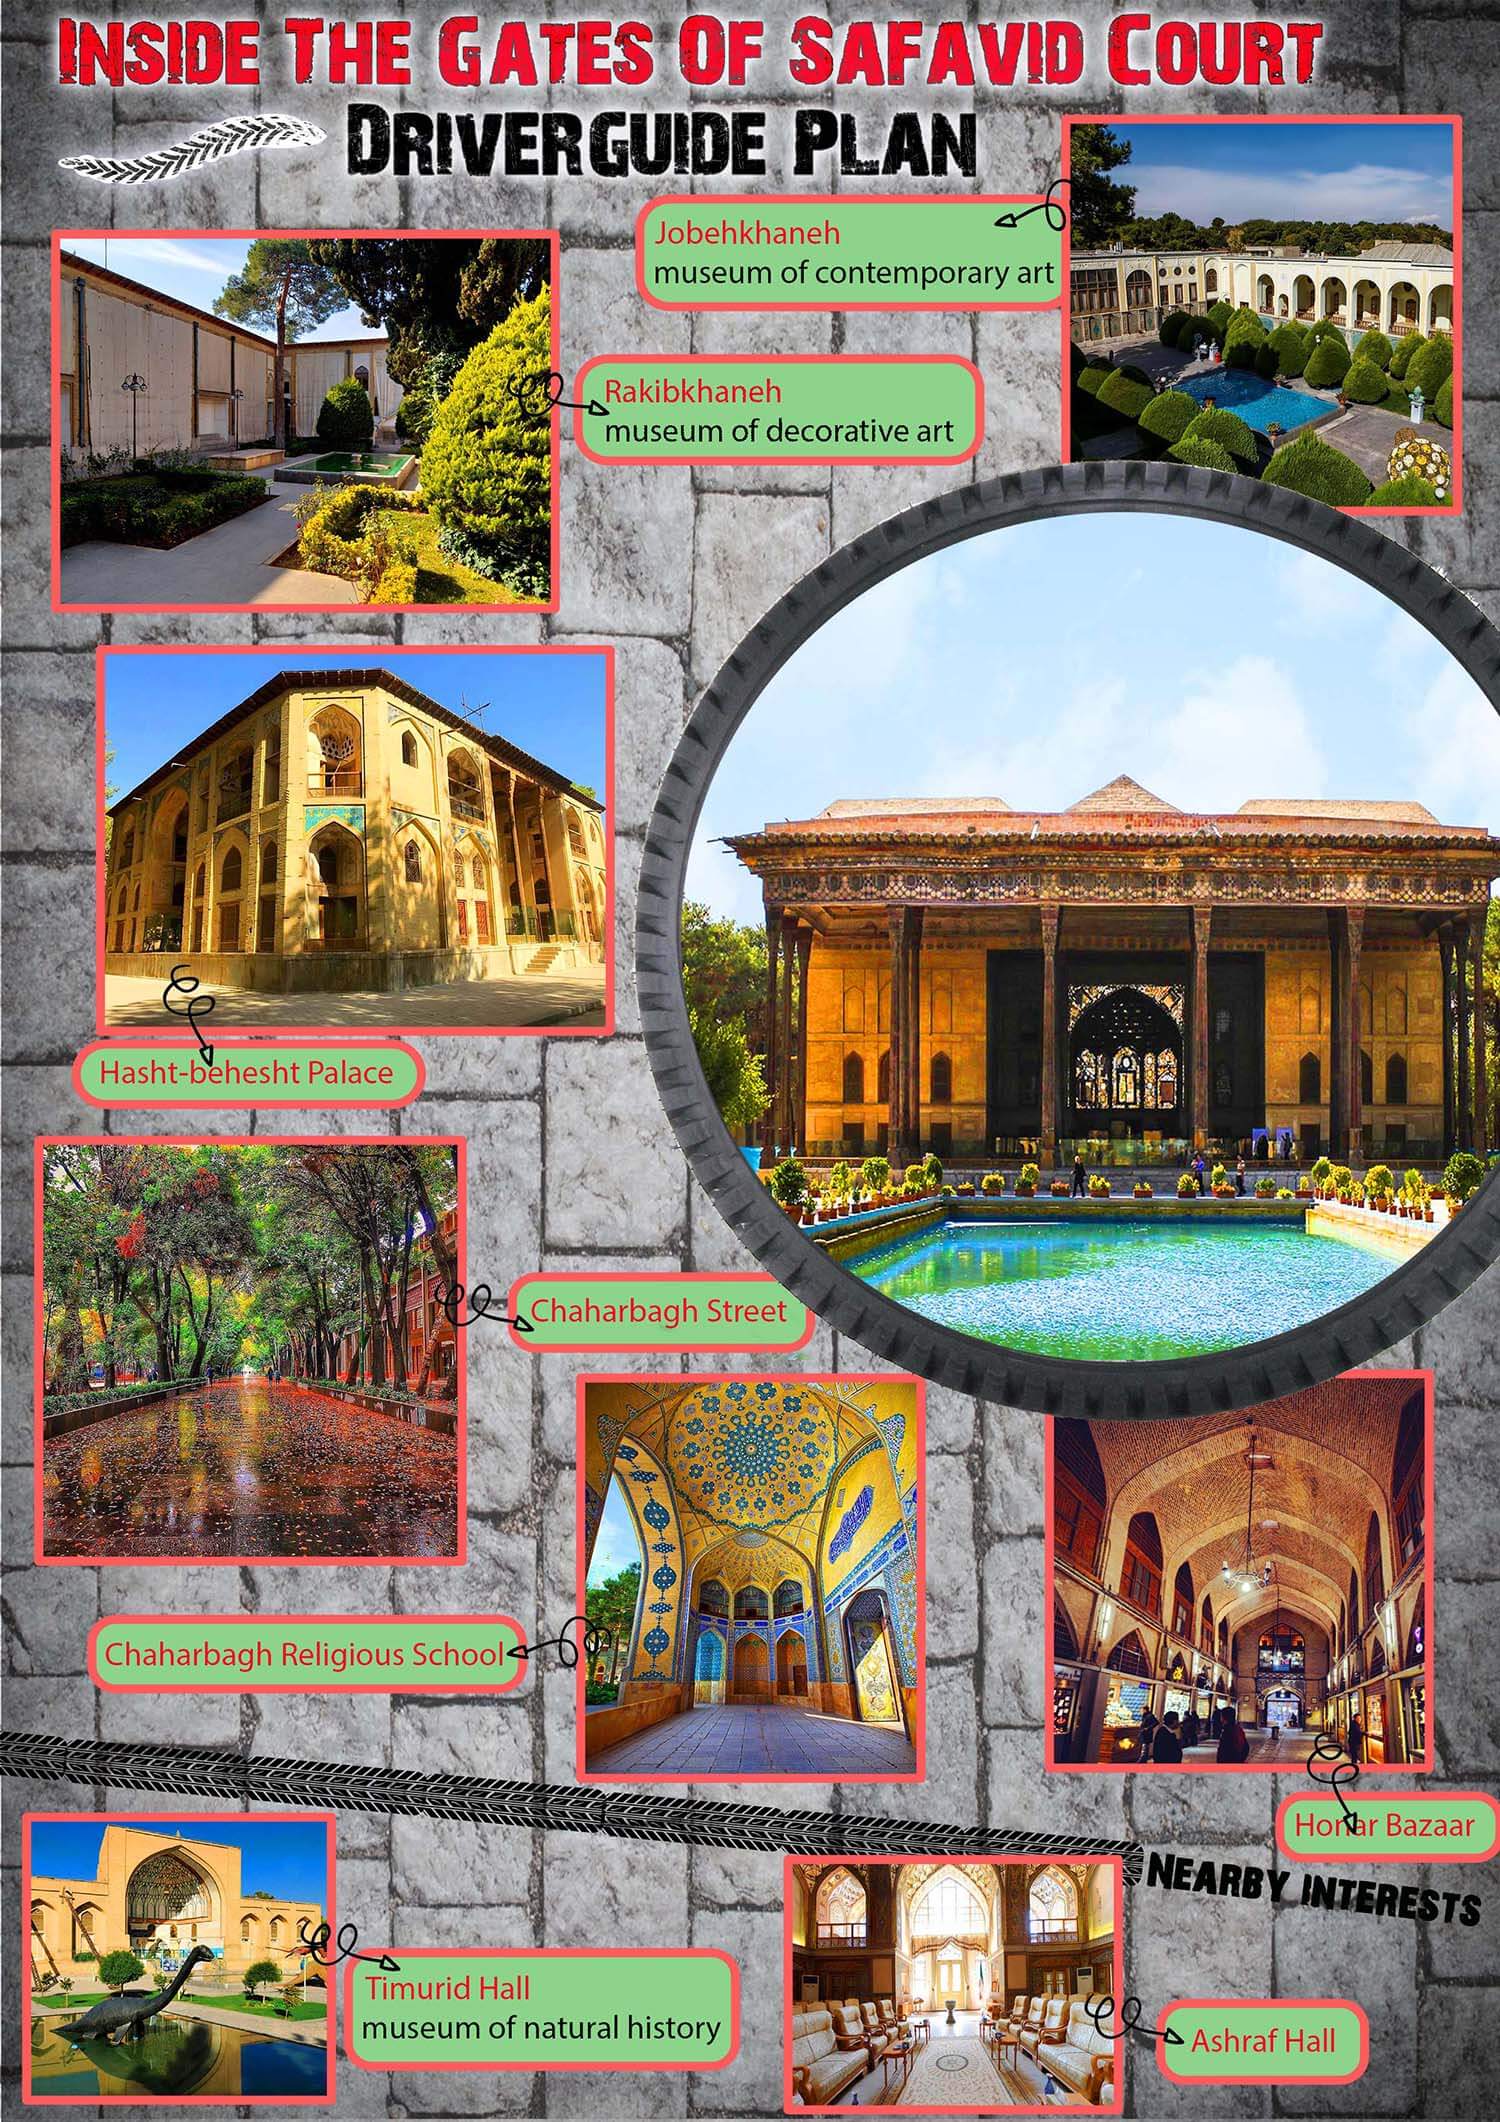 INSIDE THE GATES OF SAFAVID COURT
DRIVERGUIDE PLAN
Jobehkhaneh
museum of contemporary art
Rakibkhaneh
museum of decorative art
Hasht-behesht Palace
Chaharbagh Street
Chaharbagh Religious School
Honar Bazaar
NEARBY INTERESTS
Timurid Hall
museum of natural history
Ashraf Hall